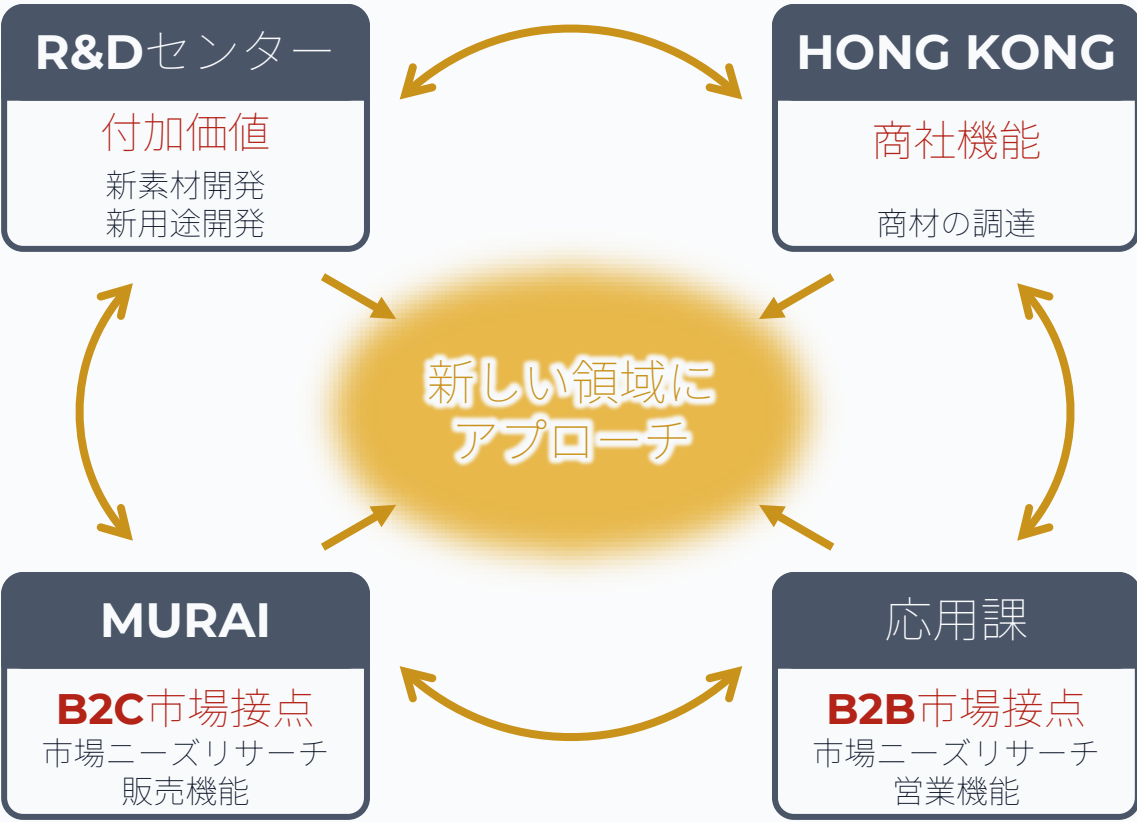 R&Dセンター
付加価値
新素材開発
新用途開発
HONG KONG
商社機能
商材の調達
新しい領域に
アプローチ
MURAI
B2C市場接点
市場ニーズリサーチ
販売機能
応用課
B2B市場接点
市場ニーズリサーチ
営業機能